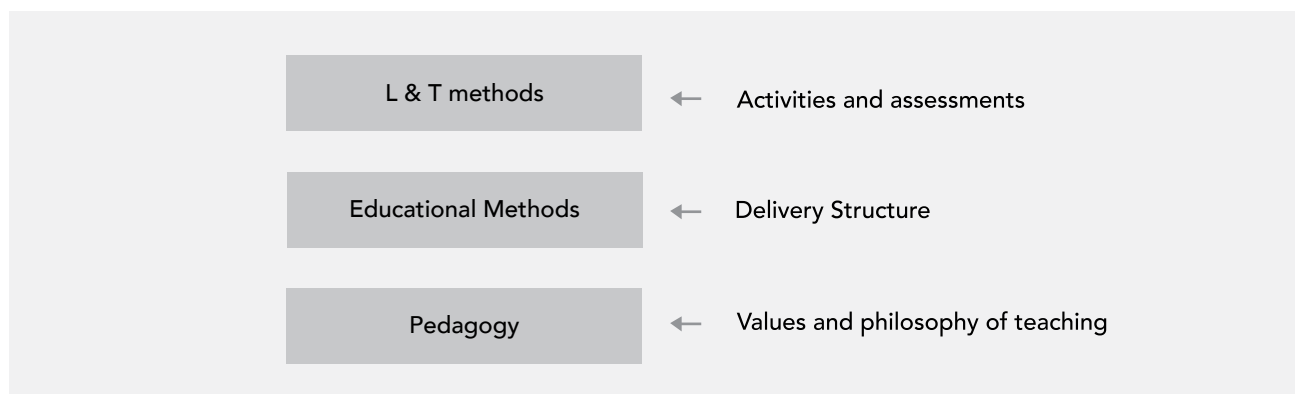 L & T methods
Activities and assessments
Educational Methods
Delivery Structure
Pedagogy
Values and philosophy of teaching